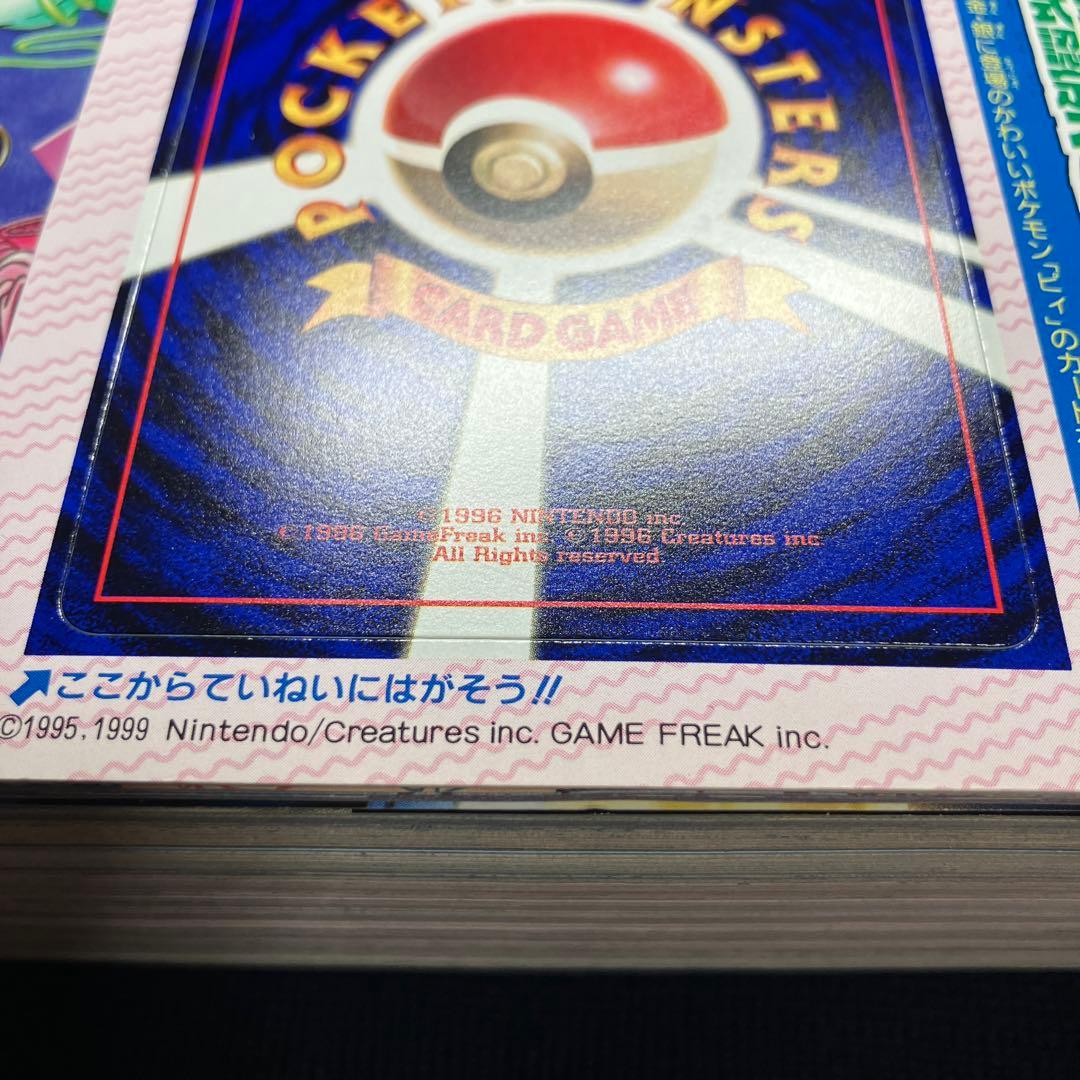 POCKET MONSTERS
CARD GAME
©1996 NINTENDO inc
©1996 GameFreak inc ©1996 Creatures inc
All Rights reserved
ここからていねいにはがそう!!
©1995,1999 Nintendo/Creatures inc. GAME FREAK inc.
金・銀に登場のかわいいポケモン「ピィ」のカード